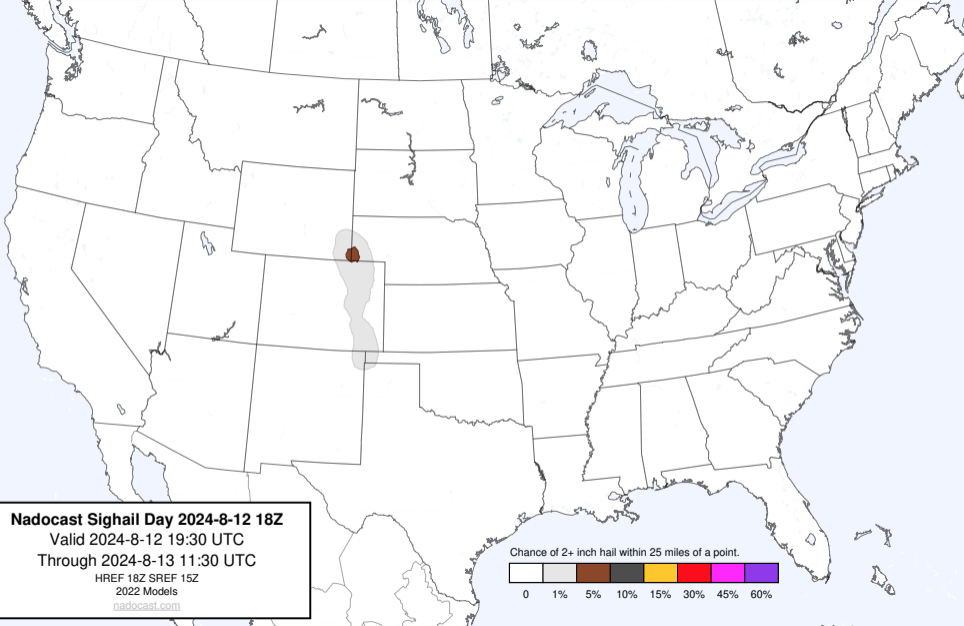 Nadocast Sighail Day 2024-8-12 18Z
Valid 2024-8-12 19:30 UTC
Through 2024-8-13 11:30 UTC
HREF 18Z SREF 15Z
2022 Models
nadocast.com
Chance of 2+ inch hail within 25 miles of a point.
0 1% 5% 10% 15% 30% 45% 60%